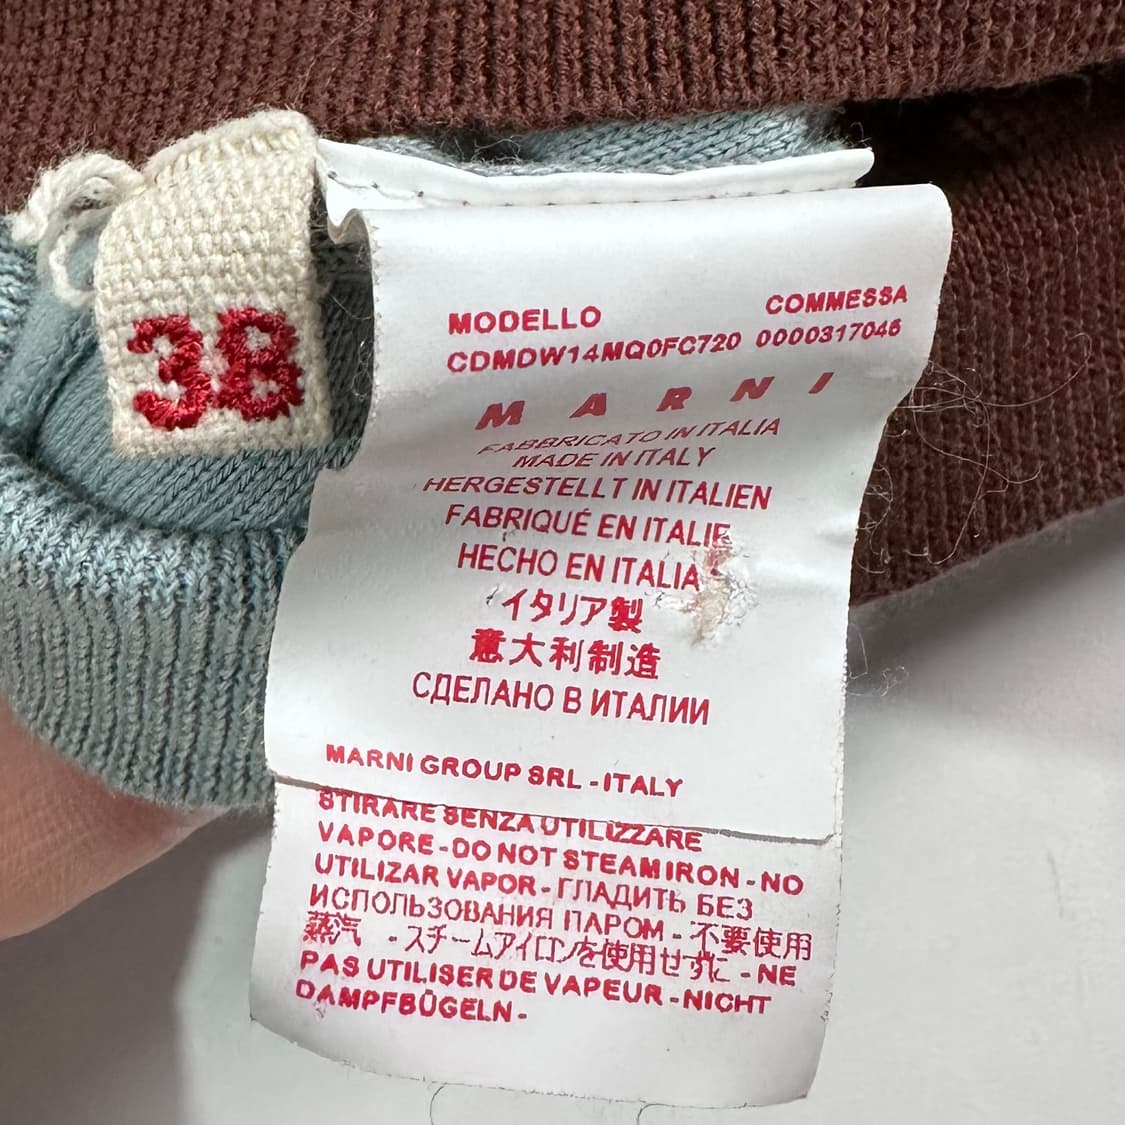 38
MODELLO COMMESSA
CDMDW14MQ0FC720 0000317046
MARNI
FABBRICATO IN ITALIA
MADE IN ITALY
HERGESTELLT IN ITALIEN
FABRIQUÉ EN ITALIE
HECHO EN ITALIA
イタリア製
意大利制造
СДЕЛАНО В ИТАЛИИ
MARNI GROUP SRL - ITALY
STIRARE SENZA UTILIZZARE
VAPORE - DO NOT STEAM IRON - NO
UTILIZAR VAPOR - ГЛАДИТЬ БЕЗ
ИСПОЛЬЗОВАНИЯ ПАРОМ - 不要使用
蒸汽 - スチームアイロンを使用せずに - NE
PAS UTILISER DE VAPEUR - NICHT
DAMPFBÜGELN -